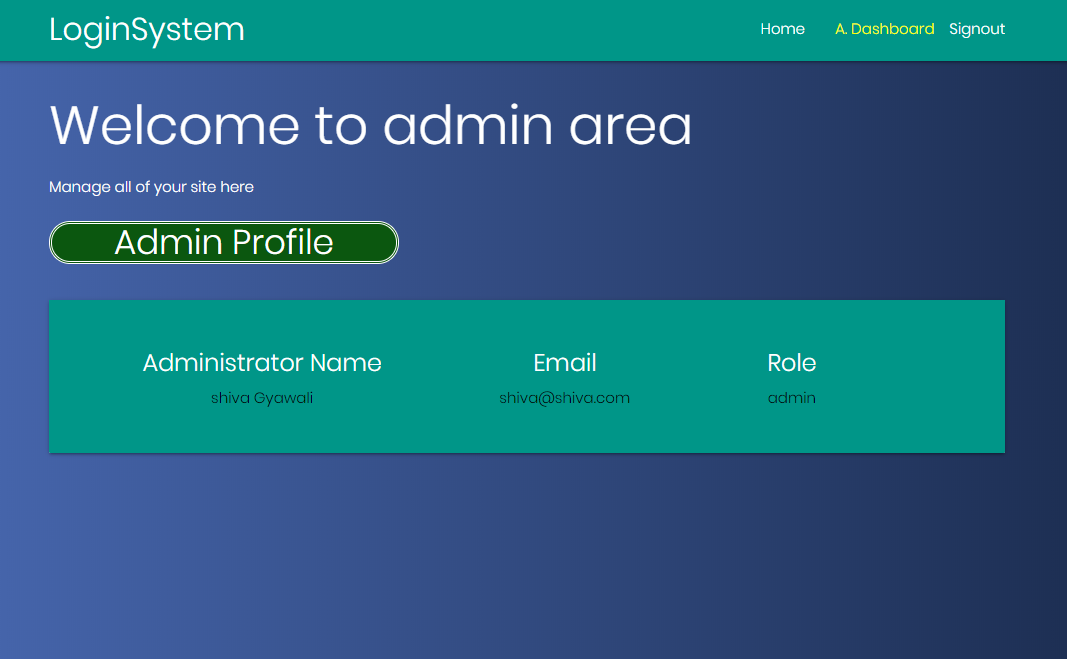 LoginSystem
Home A. Dashboard Signout
Welcome to admin area
Manage all of your site here
Admin Profile
Administrator Name Email Role
shiva Gyawali shiva@shiva.com admin